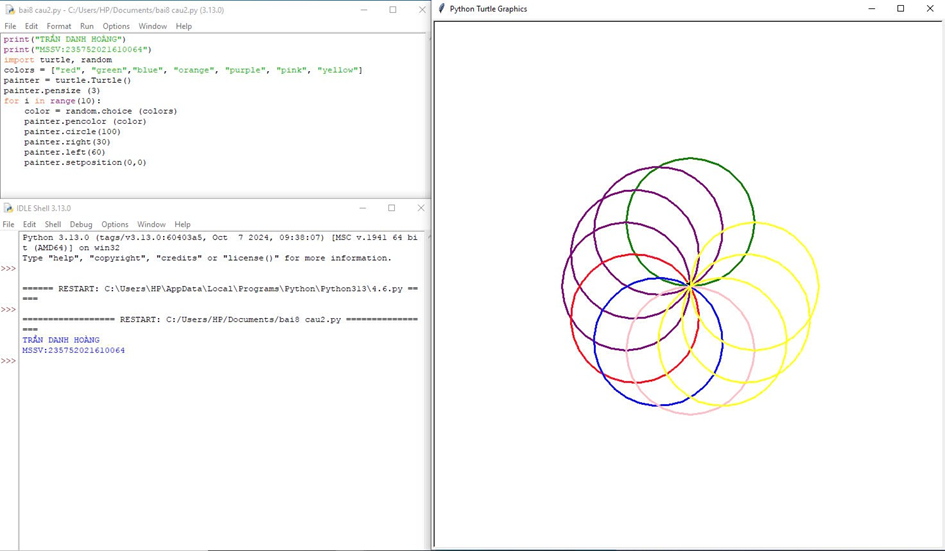 bai8 cau2.py - C:/Users/HP/Documents/bai8 cau2.py (3.13.0)
File Edit Format Run Options Window Help
print("TRẦN DANH HOÀNG")
print("MSSV:235752021610064")
import turtle, random
colors = ["red", "green","blue", "orange", "purple", "pink", "yellow"]
painter = turtle.Turtle()
painter.pensize (3)
for i in range(10):
    color = random.choice (colors)
    painter.pencolor (color)
    painter.circle(100)
    painter.right(30)
    painter.left(60)
    painter.setposition(0,0)
IDLE Shell 3.13.0
File Edit Shell Debug Options Window Help
Python 3.13.0 (tags/v3.13.0:60403a5, Oct  7 2024, 09:38:07) [MSC v.1941 64 bi
t (AMD64)] on win32
Type "help", "copyright", "credits" or "license()" for more information.
>>>
====== RESTART: C:\Users\HP\AppData\Local\Programs\Python\Python313\4.6.py ==
====
>>>
================== RESTART: C:/Users/HP/Documents/bai8 cau2.py ===============
===
TRẦN DANH HOÀNG
MSSV:235752021610064
>>>
Python Turtle Graphics